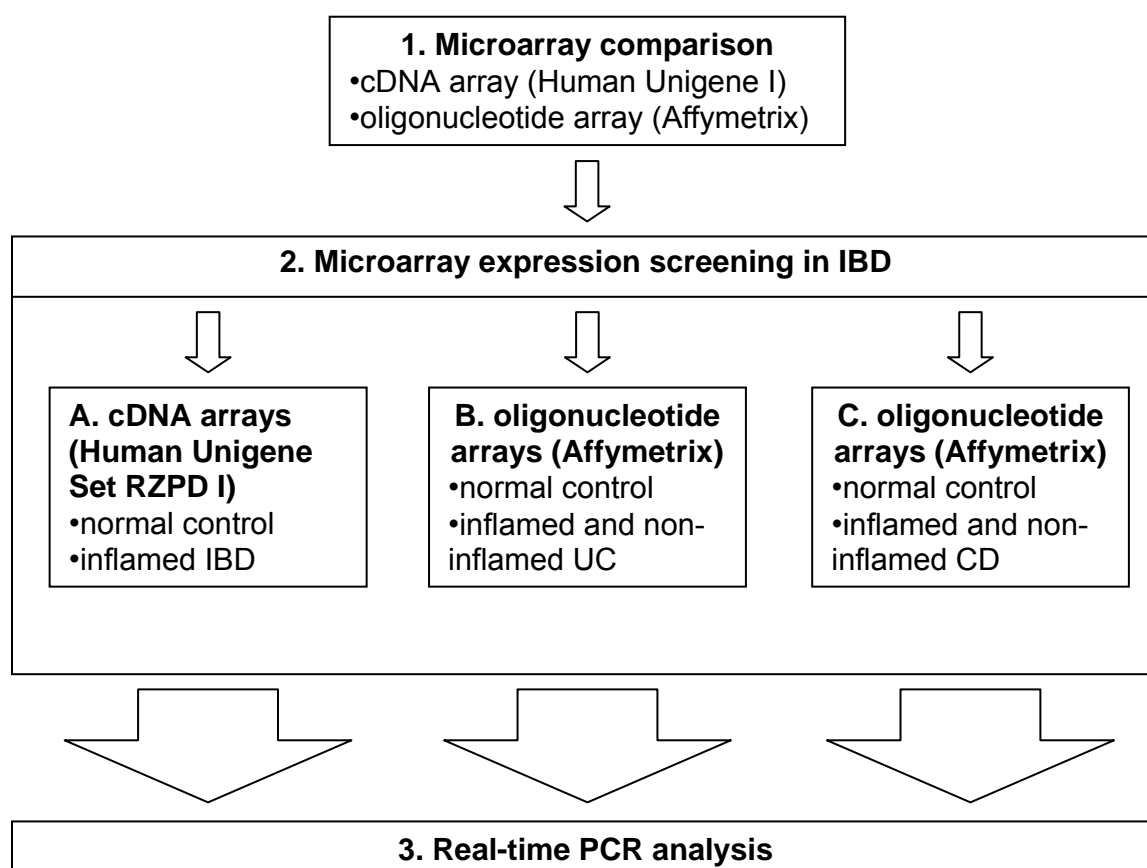 1. Microarray comparison
•cDNA array (Human Unigene I)
•oligonucleotide array (Affymetrix)
2. Microarray expression screening in IBD
A. cDNA arrays
(Human Unigene
Set RZPD I)
•normal control
•inflamed IBD
B. oligonucleotide
arrays (Affymetrix)
•normal control
•inflamed and non-
inflamed UC
C. oligonucleotide
arrays (Affymetrix)
•normal control
•inflamed and non-
inflamed CD
3. Real-time PCR analysis